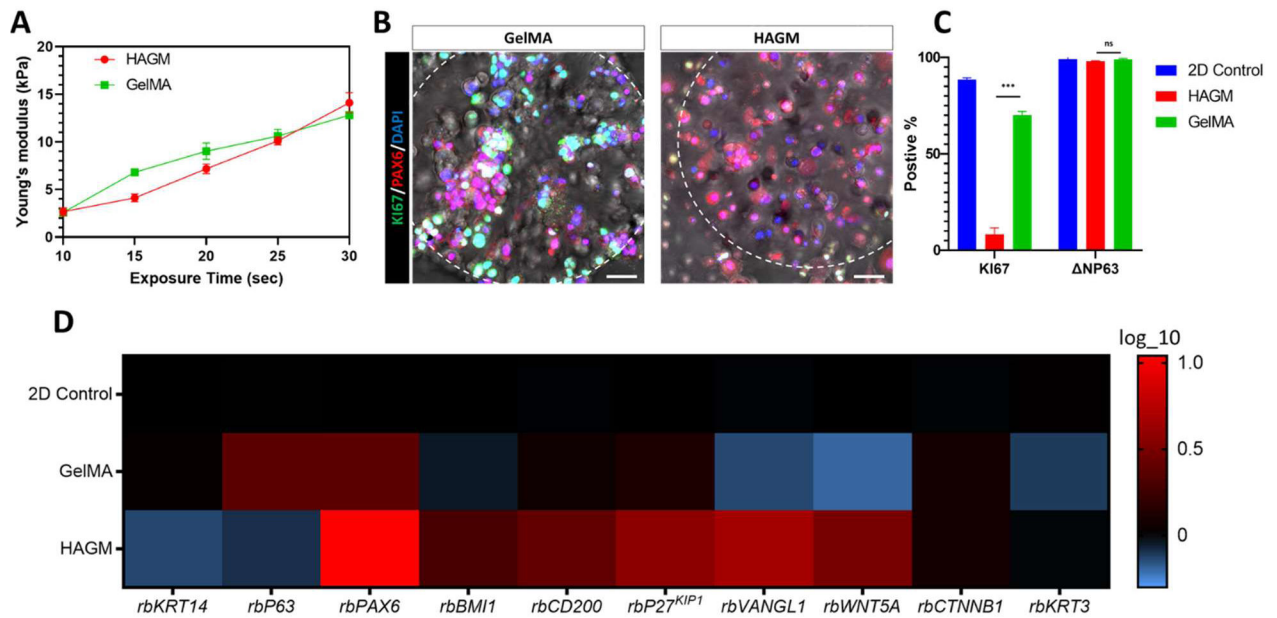 A
Young's modulus (kPa)
20
15
10
5
0
HAGM
GelMA
10 15 20 25 30
Exposure Time (sec)
B
GelMA
HAGM
KI67/PAX6/DAPI
C
Postive %
100
50
0
***
ns
KI67
ΔNP63
2D Control
HAGM
GelMA
D
log_10
1.0
0.5
0
2D Control
GelMA
HAGM
rbKRT14 rbP63 rbPAX6 rbBMI1 rbCD200 rbP27^KIP1 rbVANGL1 rbWNT5A rbCTNNB1 rbKRT3